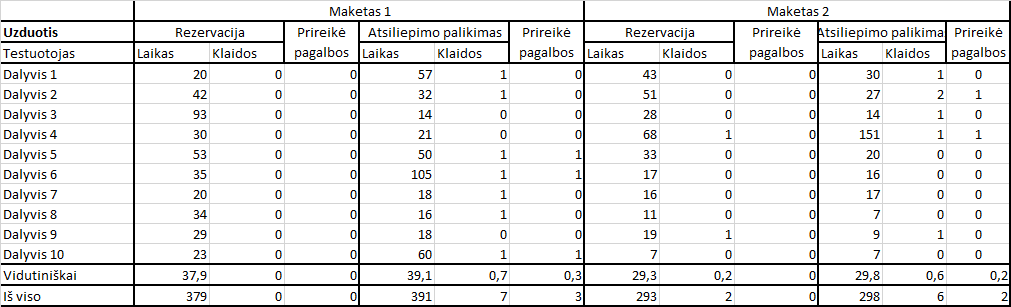 Maketas 1 Maketas 2
Uzduotis Rezervacija Prireikė pagalbos Atsiliepimo palikimas Prireikė pagalbos Rezervacija Prireikė pagalbos Atsiliepimo palikima Prireikė pagalbos
Testuotojas Laikas Klaidos Laikas Klaidos Laikas Klaidos Laikas Klaidos
Dalyvis 1 20 0 0 57 1 0 43 0 0 30 1 0
Dalyvis 2 42 0 0 32 1 0 51 0 0 27 2 1
Dalyvis 3 93 0 0 14 0 0 28 0 0 14 1 0
Dalyvis 4 30 0 0 21 0 0 68 1 0 151 1 1
Dalyvis 5 53 0 0 50 1 1 33 0 0 20 0 0
Dalyvis 6 35 0 0 105 1 1 17 0 0 16 0 0
Dalyvis 7 20 0 0 18 1 0 16 0 0 17 0 0
Dalyvis 8 34 0 0 16 1 0 11 0 0 7 0 0
Dalyvis 9 29 0 0 18 0 0 19 1 0 9 1 0
Dalyvis 10 23 0 0 60 1 1 7 0 0 7 0 0
Vidutiniškai 37,9 0 0 39,1 0,7 0,3 29,3 0,2 0 29,8 0,6 0,2
Iš viso 379 0 0 391 7 3 293 2 0 298 6 2